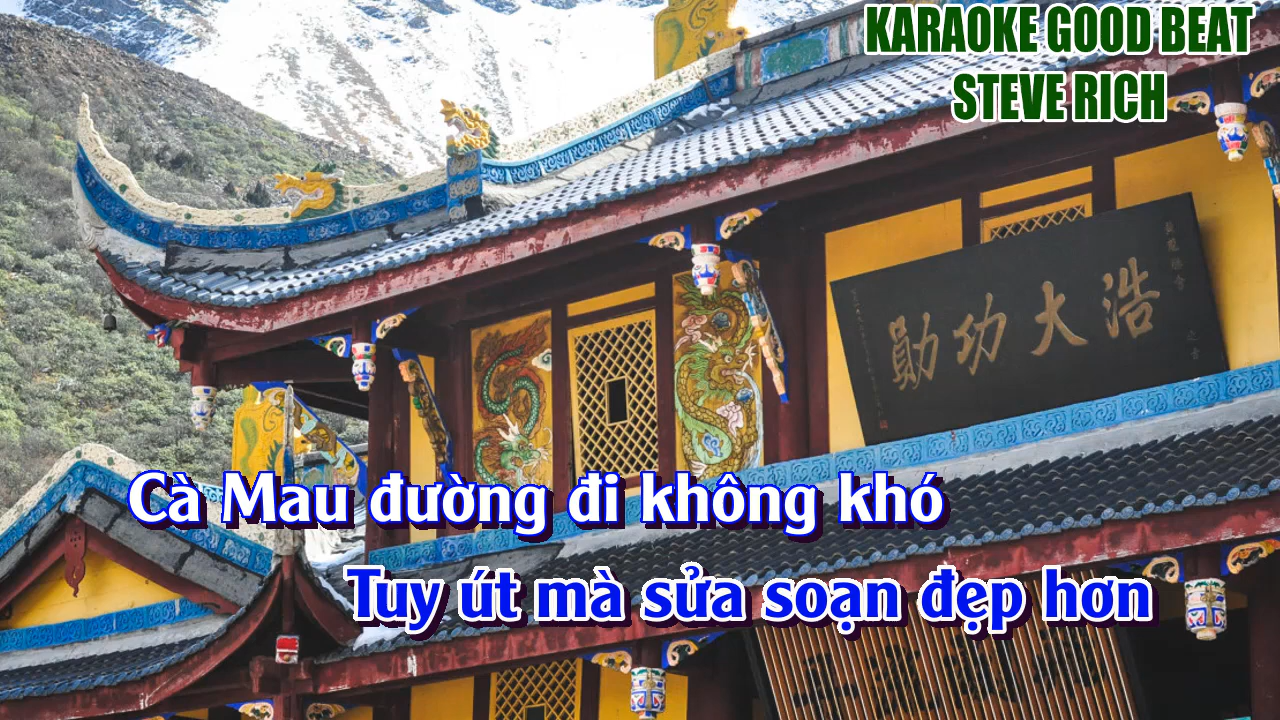 KARAOKE GOOD BEAT
STEVE RICH
勛功大浩
Cà Mau đường đi không khó
Tuy út mà sửa soạn đẹp hơn